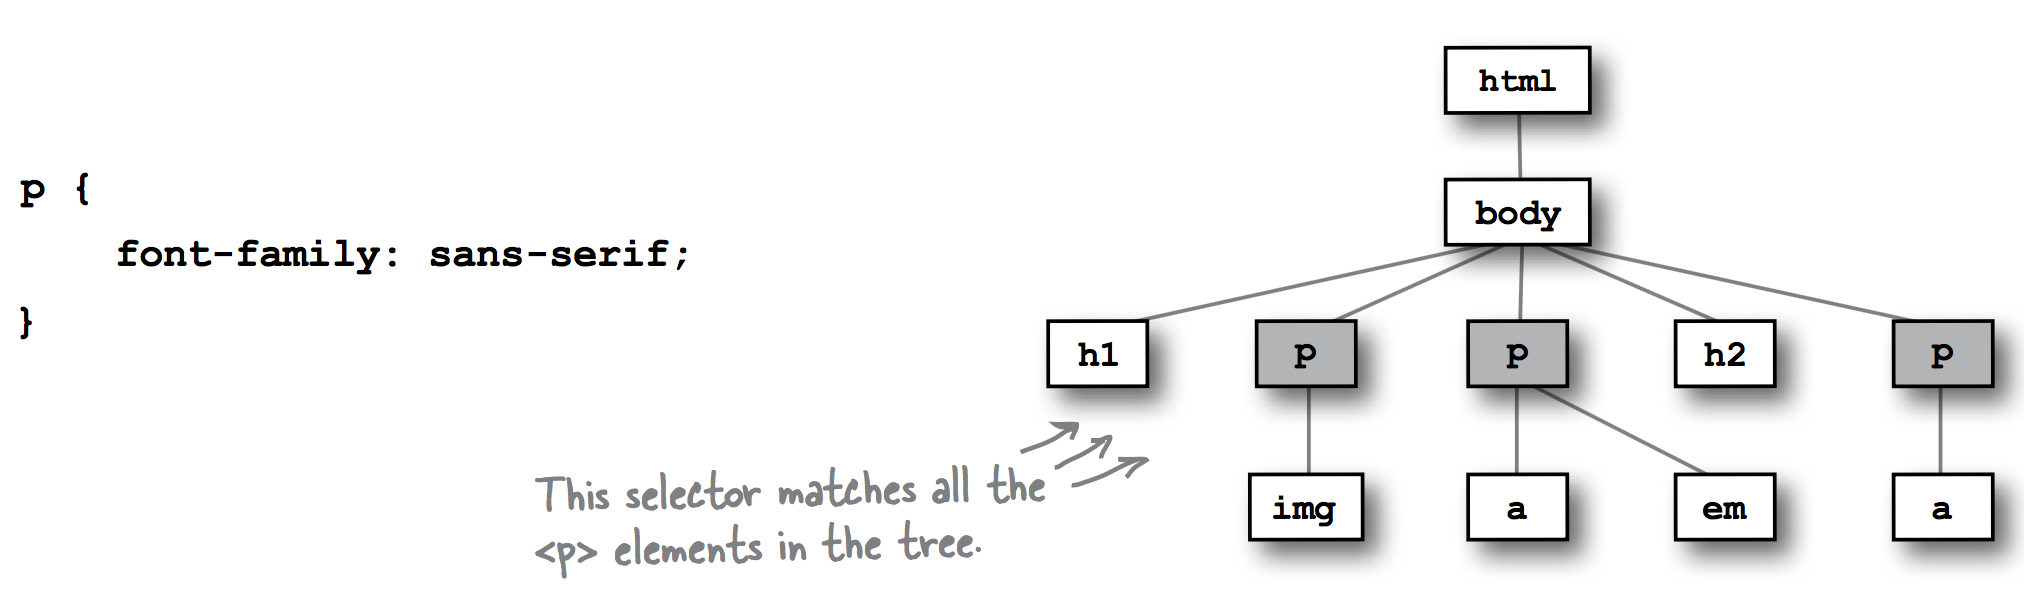 p {
font-family: sans-serif;
}
This selector matches all the
<p> elements in the tree.
html
body
h1 p p h2 p
img a em a